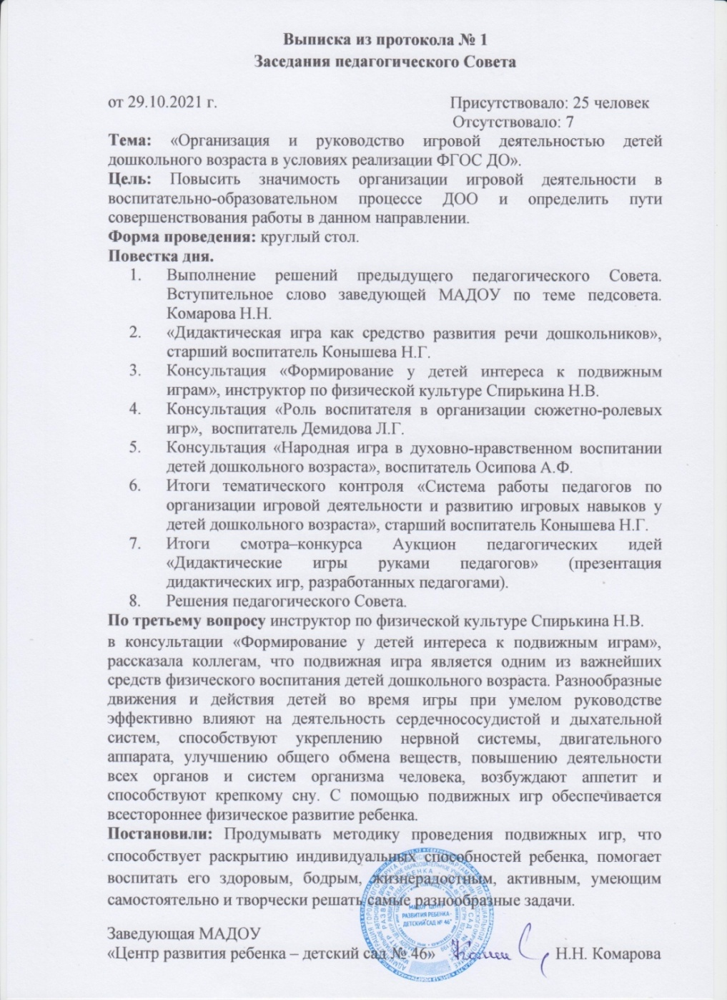 Выписка из протокола № 1
Заседания педагогического Совета
от 29.10.2021 г. Присутствовало: 25 человек
Отсутствовало: 7
Тема: «Организация и руководство игровой деятельностью детей
дошкольного возраста в условиях реализации ФГОС ДО».
Цель: Повысить значимость организации игровой деятельности в
воспитательно-образовательном процессе ДОО и определить пути
совершенствования работы в данном направлении.
Форма проведения: круглый стол.
Повестка дня.
1. Выполнение решений предыдущего педагогического Совета.
Вступительное слово заведующей МАДОУ по теме педсовета.
Комарова Н.Н.
2. «Дидактическая игра как средство развития речи дошкольников»,
старший воспитатель Конышева Н.Г.
3. Консультация «Формирование у детей интереса к подвижным
играм», инструктор по физической культуре Спирькина Н.В.
4. Консультация «Роль воспитателя в организации сюжетно-ролевых
игр», воспитатель Демидова Л.Г.
5. Консультация «Народная игра в духовно-нравственном воспитании
детей дошкольного возраста», воспитатель Осипова А.Ф.
6. Итоги тематического контроля «Система работы педагогов по
организации игровой деятельности и развитию игровых навыков у
детей дошкольного возраста», старший воспитатель Конышева Н.Г.
7. Итоги смотра–конкурса Аукцион педагогических идей
«Дидактические игры руками педагогов» (презентация
дидактических игр, разработанных педагогами).
8. Решения педагогического Совета.
По третьему вопросу инструктор по физической культуре Спирькина Н.В.
в консультации «Формирование у детей интереса к подвижным играм»,
рассказала коллегам, что подвижная игра является одним из важнейших
средств физического воспитания детей дошкольного возраста. Разнообразные
движения и действия детей во время игры при умелом руководстве
эффективно влияют на деятельность сердечнососудистой и дыхательной
систем, способствуют укреплению нервной системы, двигательного
аппарата, улучшению общего обмена веществ, повышению деятельности
всех органов и систем организма человека, возбуждают аппетит и
способствуют крепкому сну. С помощью подвижных игр обеспечивается
всестороннее физическое развитие ребенка.
Постановили: Продумывать методику проведения подвижных игр, что
способствует раскрытию индивидуальных способностей ребенка, помогает
воспитать его здоровым, бодрым, жизнерадостным, активным, умеющим
самостоятельно и творчески решать самые разнообразные задачи.
МАДОУ "ЦЕНТР
РАЗВИТИЯ РЕБЕНКА-
ДЕТСКИЙ САД № 46"
Заведующая МАДОУ
«Центр развития ребенка – детский сад № 46» Н.Н. Комарова